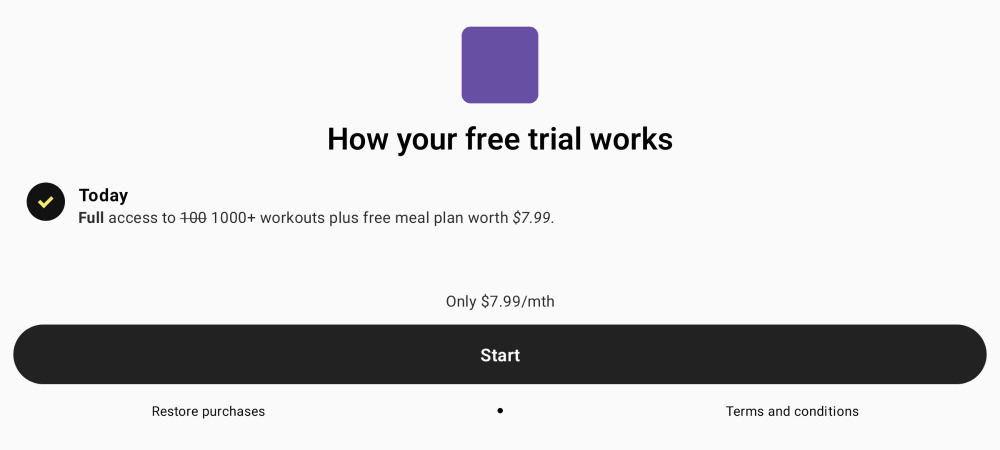 How your free trial works
Today
Full access to 100 1000+ workouts plus free meal plan worth $7.99.
Only $7.99/mth
Start
Restore purchases • Terms and conditions